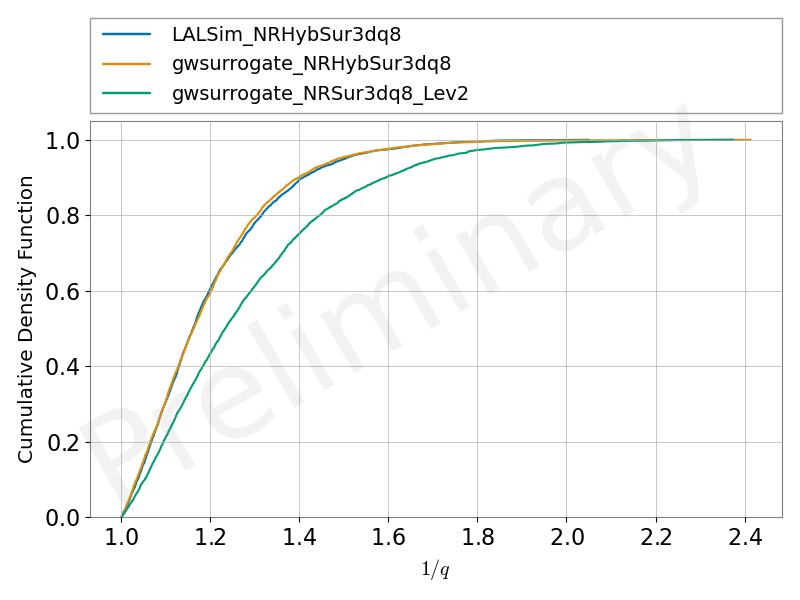 LALSim_NRHybSur3dq8
gwsurrogate_NRHybSur3dq8
gwsurrogate_NRSur3dq8_Lev2
1.0
0.8
0.6
0.4
0.2
0.0
Cumulative Density Function
Preliminary
1.0 1.2 1.4 1.6 1.8 2.0 2.2 2.4
1/q